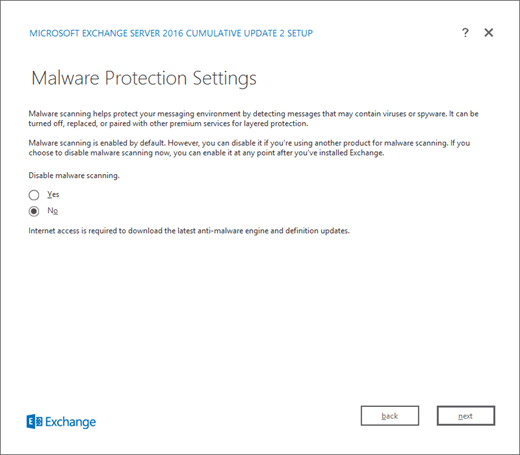 MICROSOFT EXCHANGE SERVER 2016 CUMULATIVE UPDATE 2 SETUP
?
Malware Protection Settings
Malware scanning helps protect your messaging environment by detecting messages that may contain viruses or spyware. It can be
turned off, replaced, or paired with other premium services for layered protection.
Malware scanning is enabled by default. However, you can disable it if you're using another product for malware scanning. If you
choose to disable malware scanning now, you can enable it at any point after you've installed Exchange.
Disable malware scanning.
Yes
No
Internet access is required to download the latest anti-malware engine and definition updates.
Exchange
back
next